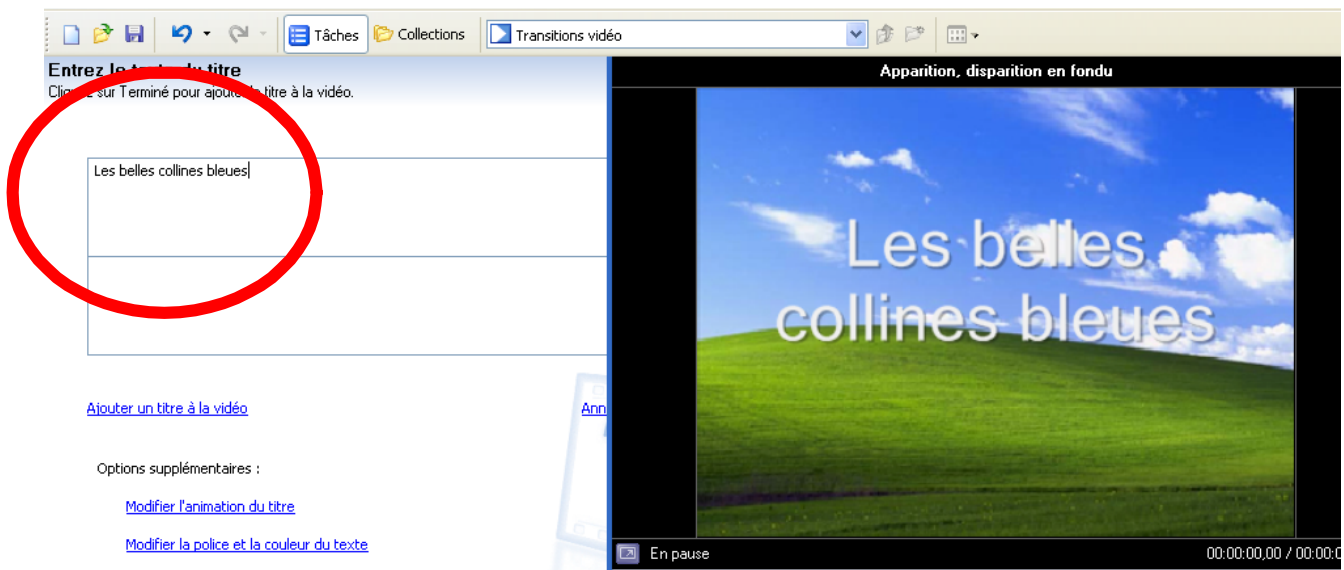 Tâches Collections Transitions vidéo
Entrez le texte du titre
Cliquez sur Terminé pour ajouter le titre à la vidéo.
Les belles collines bleues
Ajouter un titre à la vidéo Ann
Options supplémentaires :
Modifier l'animation du titre
Modifier la police et la couleur du texte
Apparition, disparition en fondu
Les belles
collines bleues
En pause 00:00:00,00 / 00:00:0